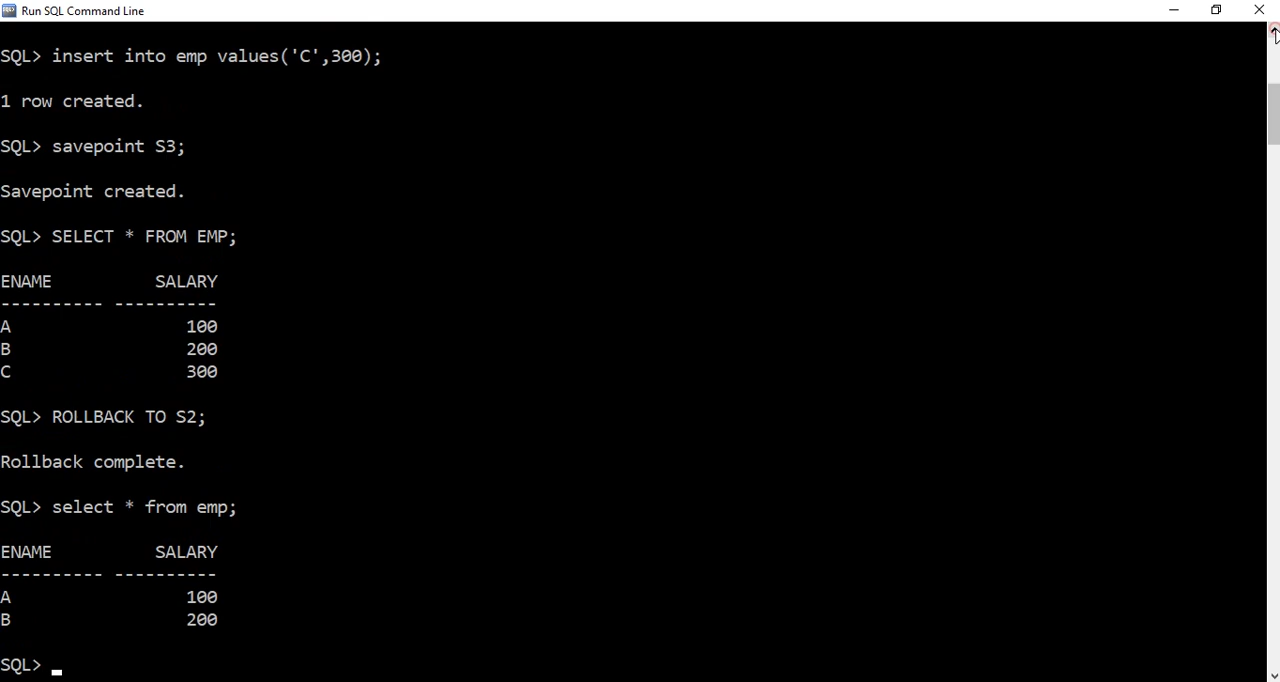 Run SQL Command Line
SQL> insert into emp values('C',300);
1 row created.
SQL> savepoint S3;
Savepoint created.
SQL> SELECT * FROM EMP;
ENAME          SALARY
---------- ----------
A                 100
B                 200
C                 300
SQL> ROLLBACK TO S2;
Rollback complete.
SQL> select * from emp;
ENAME          SALARY
---------- ----------
A                 100
B                 200
SQL>